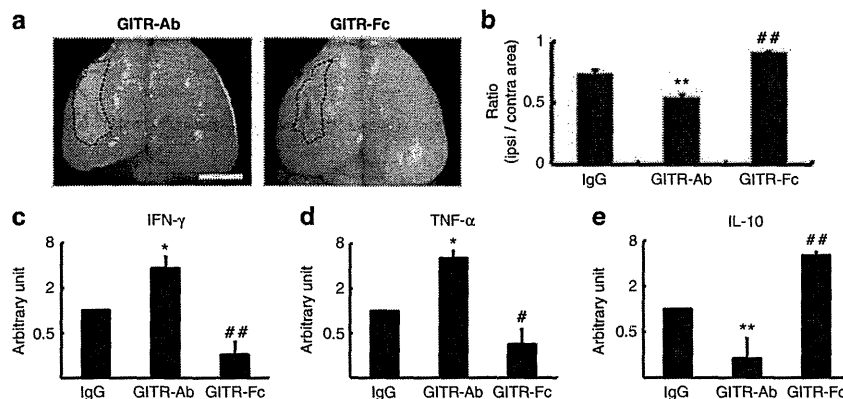 a
GITR-Ab
GITR-Fc
b
Ratio
(ipsi / contra area)
1
0.5
0
**
##
IgG
GITR-Ab
GITR-Fc
c
IFN-γ
Arbitrary unit
8
2
0.5
*
##
IgG
GITR-Ab
GITR-Fc
d
TNF-α
Arbitrary unit
8
2
0.5
*
#
IgG
GITR-Ab
GITR-Fc
e
IL-10
Arbitrary unit
8
2
0.5
**
##
IgG
GITR-Ab
GITR-Fc